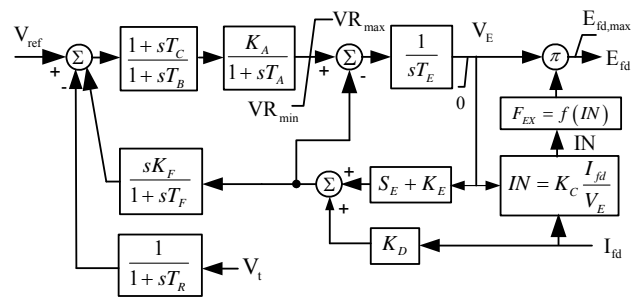 V_ref
+
-
Σ
1 + sT_C
1 + sT_B
K_A
1 + sT_A
VR_max
VR_min
+
-
Σ
1
sT_E
V_E
0
π
E_fd,max
E_fd
F_EX = f(IN)
IN
IN = K_C I_fd / V_E
S_E + K_E
+
+
Σ
sK_F
1 + sT_F
K_D
I_fd
1
1 + sT_R
V_t